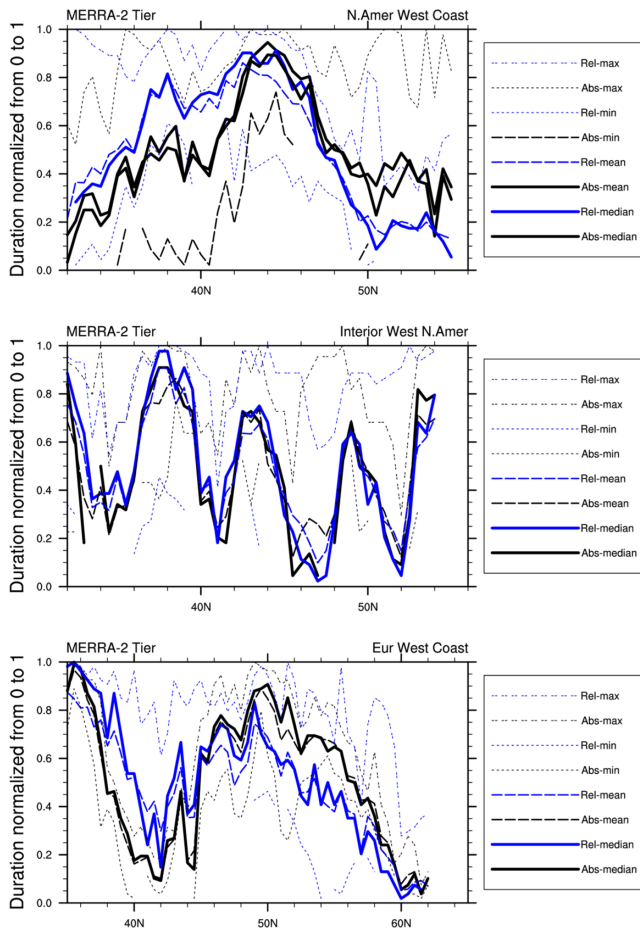 MERRA-2 Tier N.Amer West Coast
Duration normalized from 0 to 1
1.0
0.8
0.6
0.4
0.2
0.0
40N 50N
Rel-max
Abs-max
Rel-min
Abs-min
Rel-mean
Abs-mean
Rel-median
Abs-median
MERRA-2 Tier Interior West N.Amer
Duration normalized from 0 to 1
1.0
0.8
0.6
0.4
0.2
0.0
40N 50N
Rel-max
Abs-max
Rel-min
Abs-min
Rel-mean
Abs-mean
Rel-median
Abs-median
MERRA-2 Tier Eur West Coast
Duration normalized from 0 to 1
1.0
0.8
0.6
0.4
0.2
0.0
40N 50N 60N
Rel-max
Abs-max
Rel-min
Abs-min
Rel-mean
Abs-mean
Rel-median
Abs-median